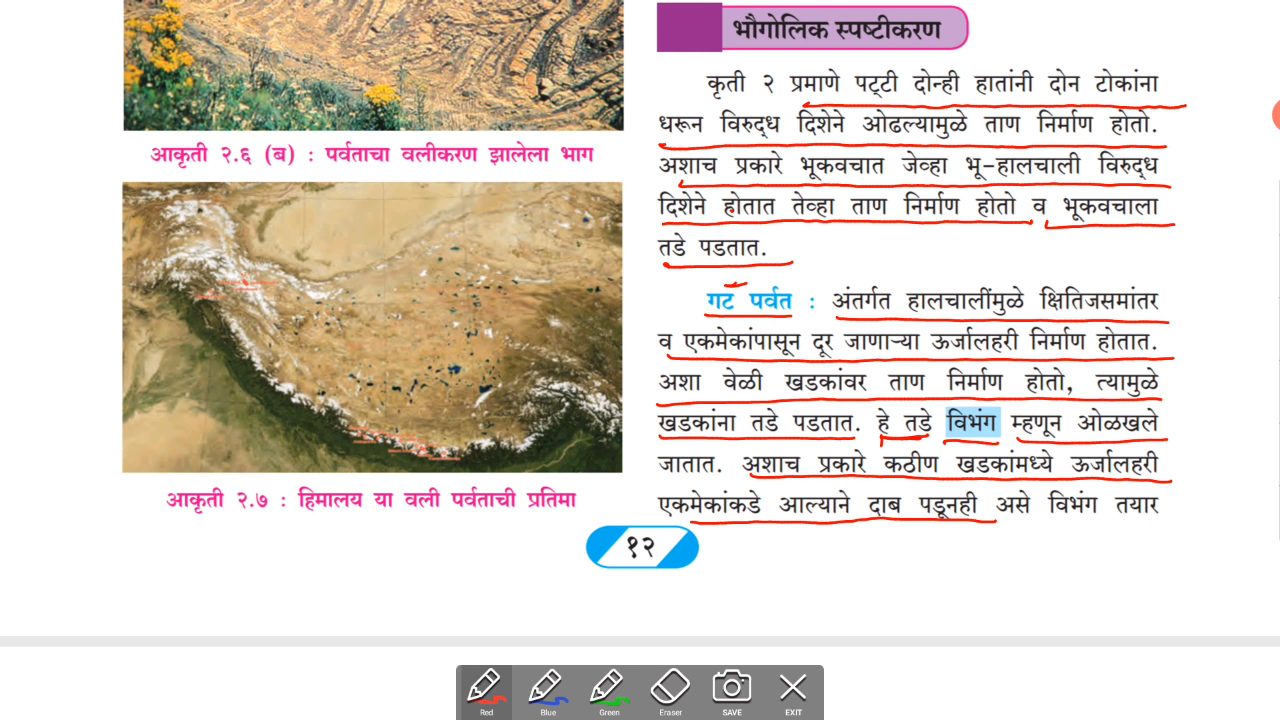 आकृती २.६ (ब) : पर्वताचा वलीकरण झालेला भाग
आकृती २.७ : हिमालय या वली पर्वताची प्रतिमा
भौगोलिक स्पष्टीकरण
कृती २ प्रमाणे पट्टी दोन्ही हातांनी दोन टोकांना
धरून विरुद्ध दिशेने ओढल्यामुळे ताण निर्माण होतो.
अशाच प्रकारे भूकवचात जेव्हा भू-हालचाली विरुद्ध
दिशेने होतात तेव्हा ताण निर्माण होतो व भूकवचाला
तडे पडतात.
गट पर्वत : अंतर्गत हालचालींमुळे क्षितिजसमांतर
व एकमेकांपासून दूर जाणाऱ्या ऊर्जालहरी निर्माण होतात.
अशा वेळी खडकांवर ताण निर्माण होतो, त्यामुळे
खडकांना तडे पडतात. हे तडे विभंग म्हणून ओळखले
जातात. अशाच प्रकारे कठीण खडकांमध्ये ऊर्जालहरी
एकमेकांकडे आल्याने दाब पडूनही असे विभंग तयार
१२
Red Blue Green Eraser SAVE EXIT